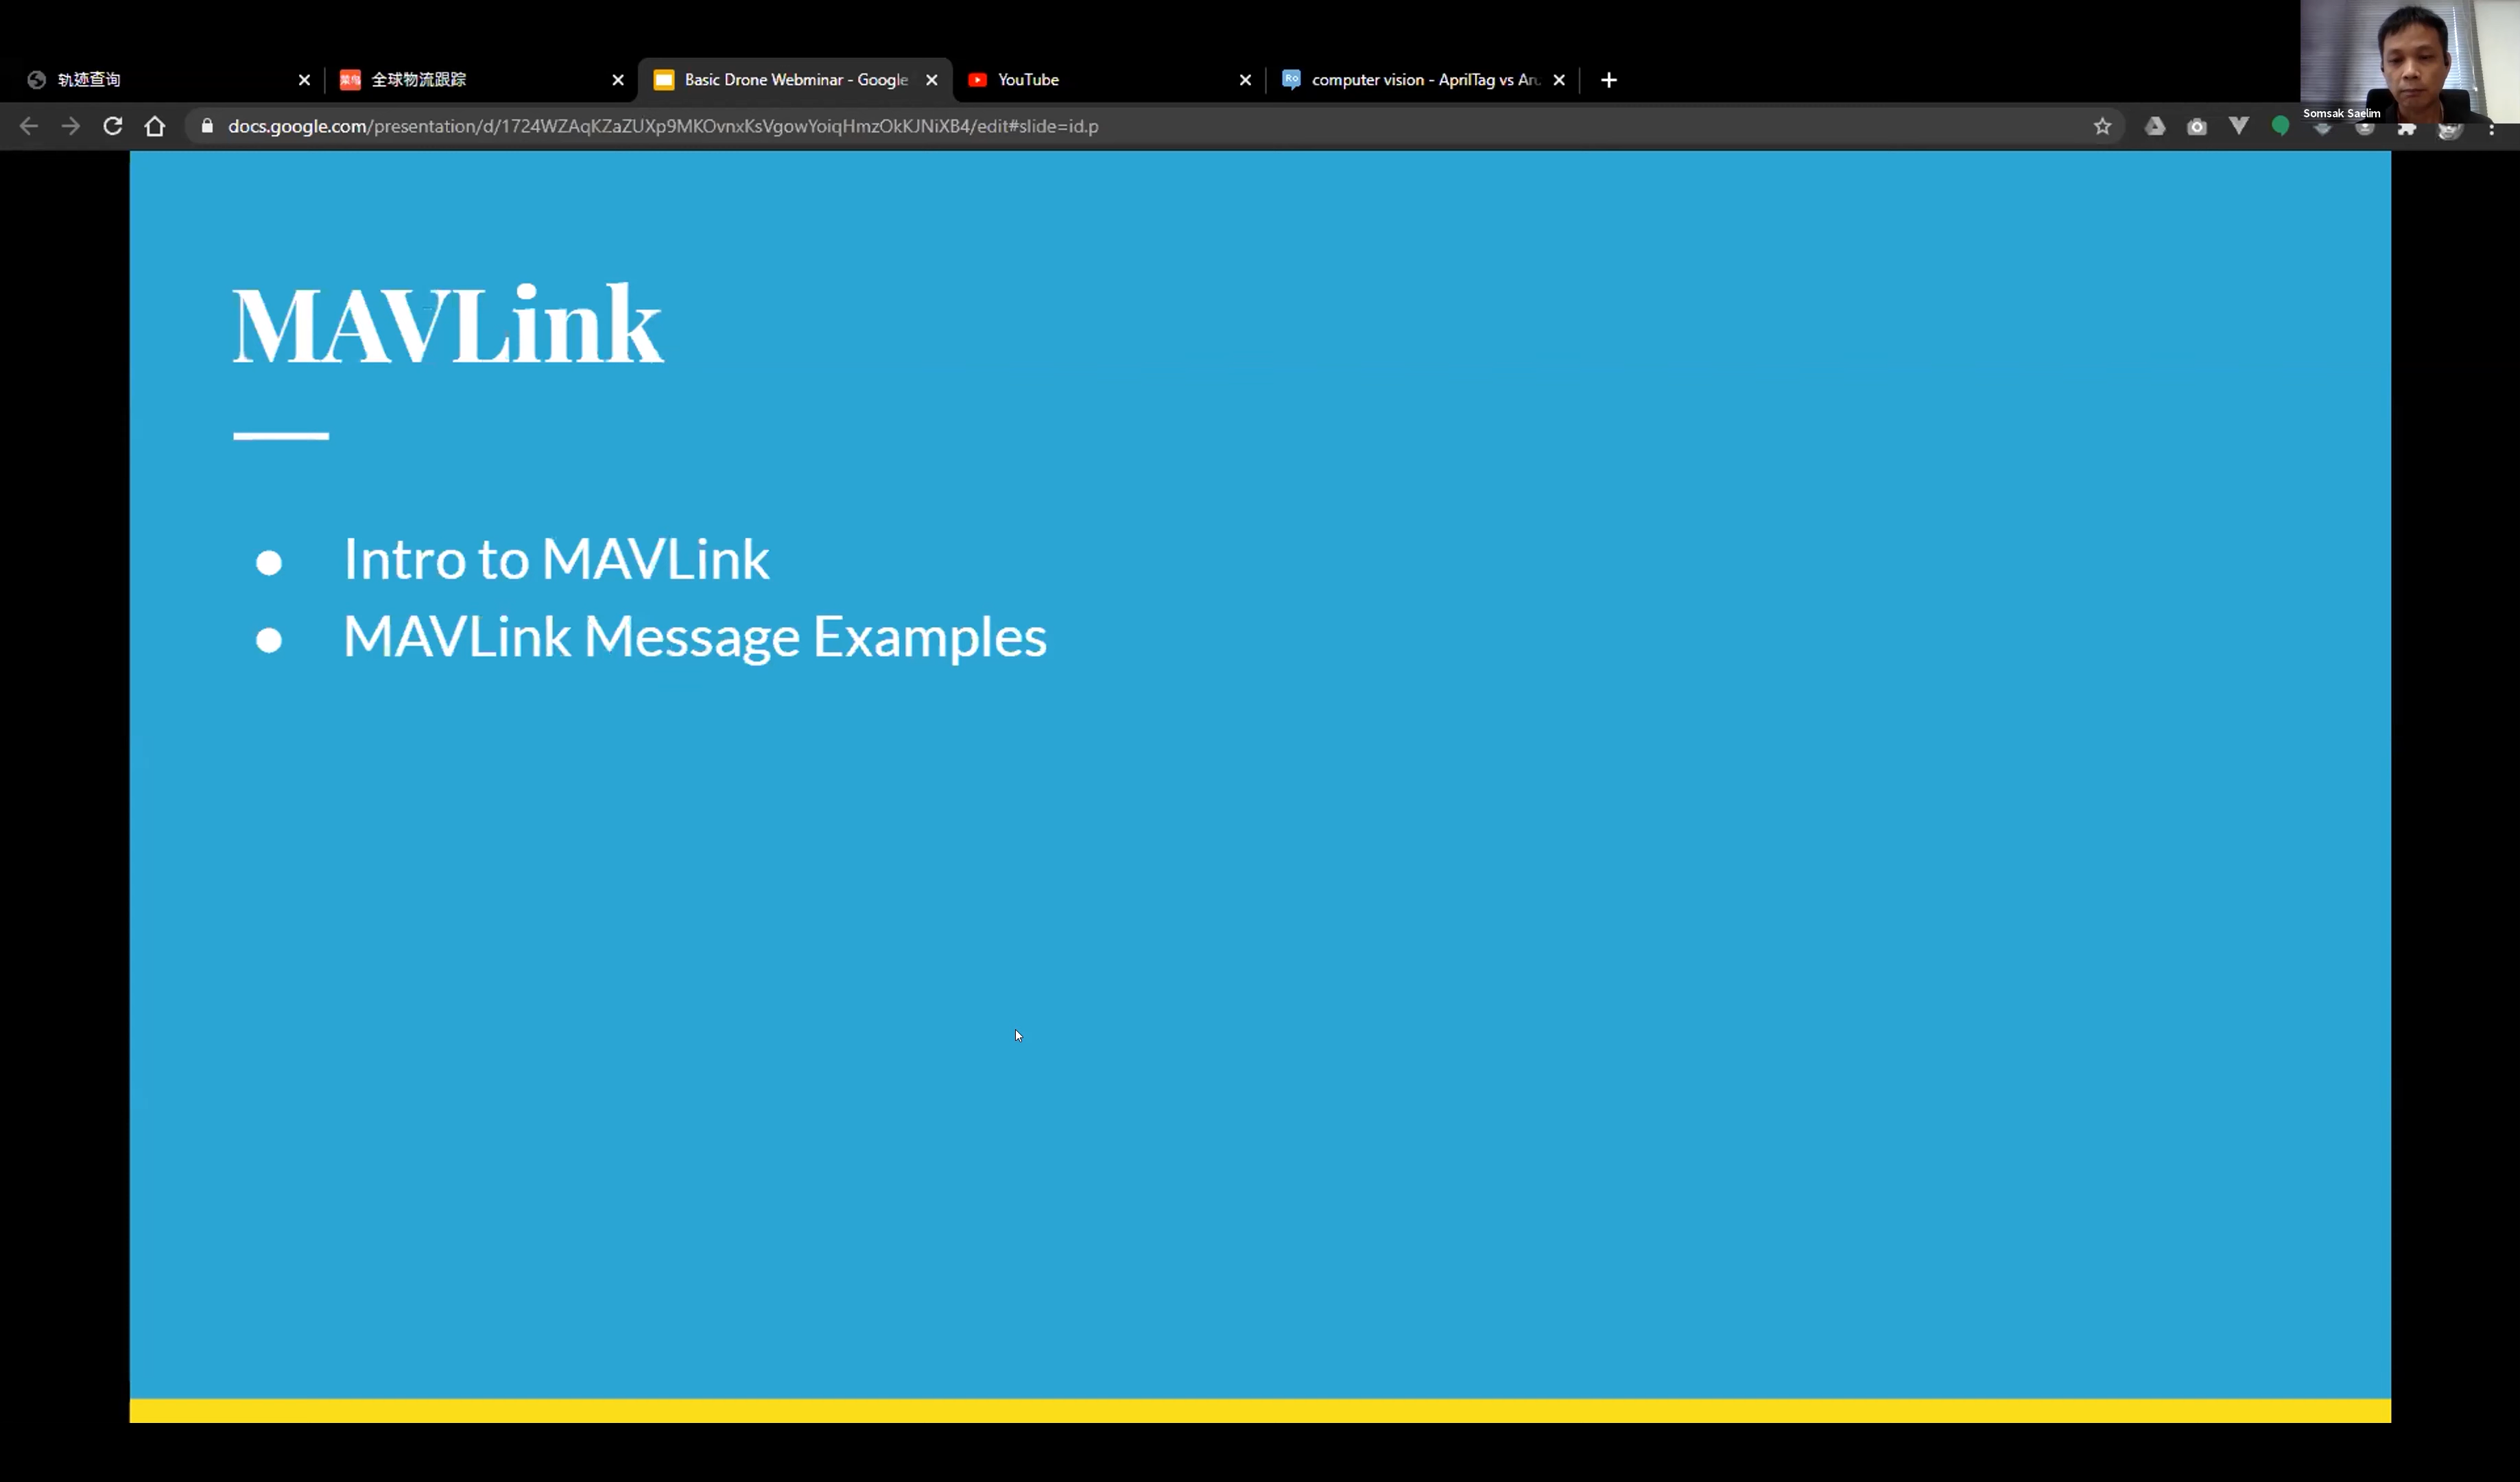 轨迹查询
全球物流跟踪
Basic Drone Webminar - Google
YouTube
computer vision - AprilTag vs Aru
Somsak Saelim
docs.google.com/presentation/d/1724WZAqKZaZUXp9MKOvnxKsVgowYoiqHmzOkKJNiXB4/edit#slide=id.p
MAVLink
● Intro to MAVLink
● MAVLink Message Examples